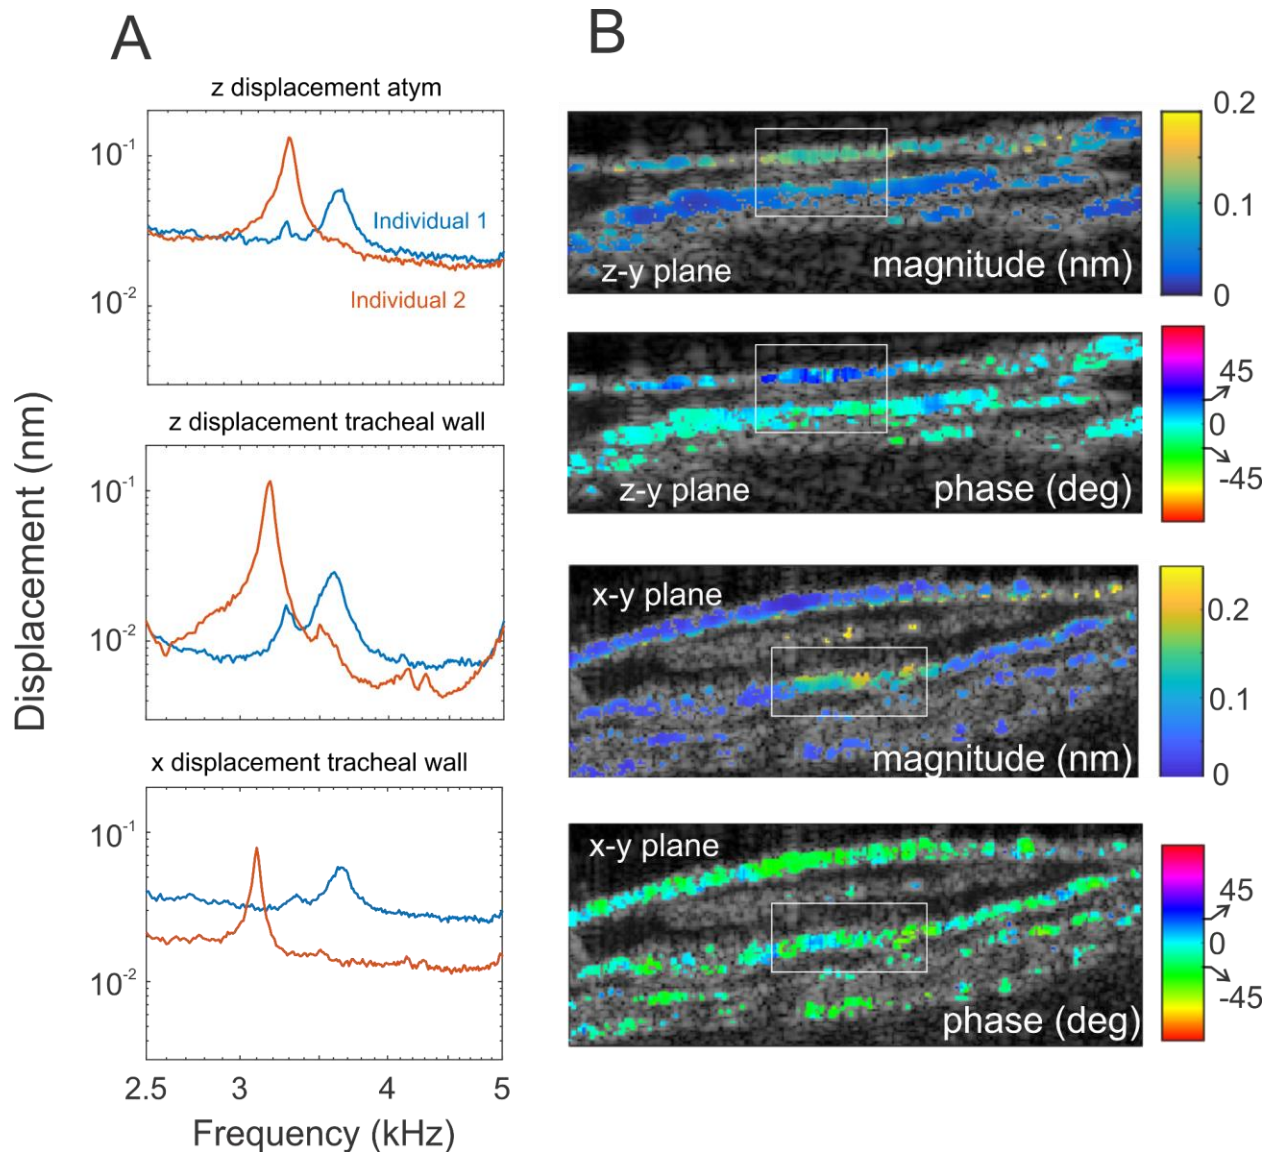 A
z displacement atym
10-1
10-2
Individual 1
Individual 2
z displacement tracheal wall
10-1
10-2
x displacement tracheal wall
10-1
10-2
2.5 3 4 5
Frequency (kHz)
Displacement (nm)
B
z-y plane
magnitude (nm)
0.2
0.1
0
z-y plane
phase (deg)
45
0
-45
x-y plane
magnitude (nm)
0.2
0.1
0
x-y plane
phase (deg)
45
0
-45